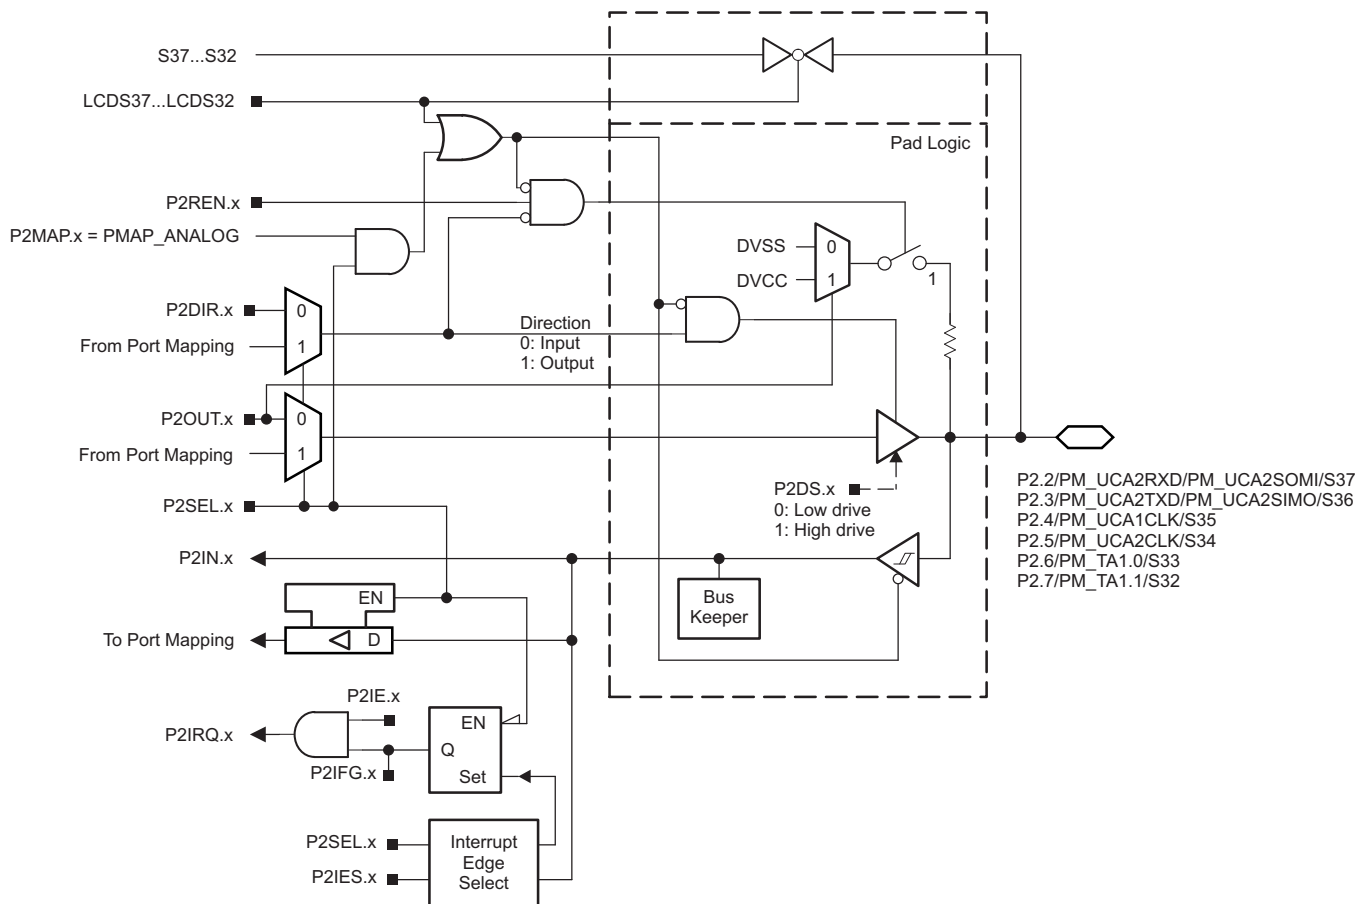 S37...S32
LCDS37...LCDS32
Pad Logic
P2REN.x
P2MAP.x = PMAP_ANALOG
DVSS
0
DVCC
1
1
P2DIR.x
0
From Port Mapping
1
Direction
0: Input
1: Output
P2OUT.x
0
From Port Mapping
1
P2SEL.x
P2DS.x
0: Low drive
1: High drive
P2.2/PM_UCA2RXD/PM_UCA2SOMI/S37
P2.3/PM_UCA2TXD/PM_UCA2SIMO/S36
P2.4/PM_UCA1CLK/S35
P2.5/PM_UCA2CLK/S34
P2.6/PM_TA1.0/S33
P2.7/PM_TA1.1/S32
P2IN.x
Bus
Keeper
EN
To Port Mapping
D
P2IE.x
P2IRQ.x
EN
Q
Set
P2IFG.x
P2SEL.x
P2IES.x
Interrupt
Edge
Select